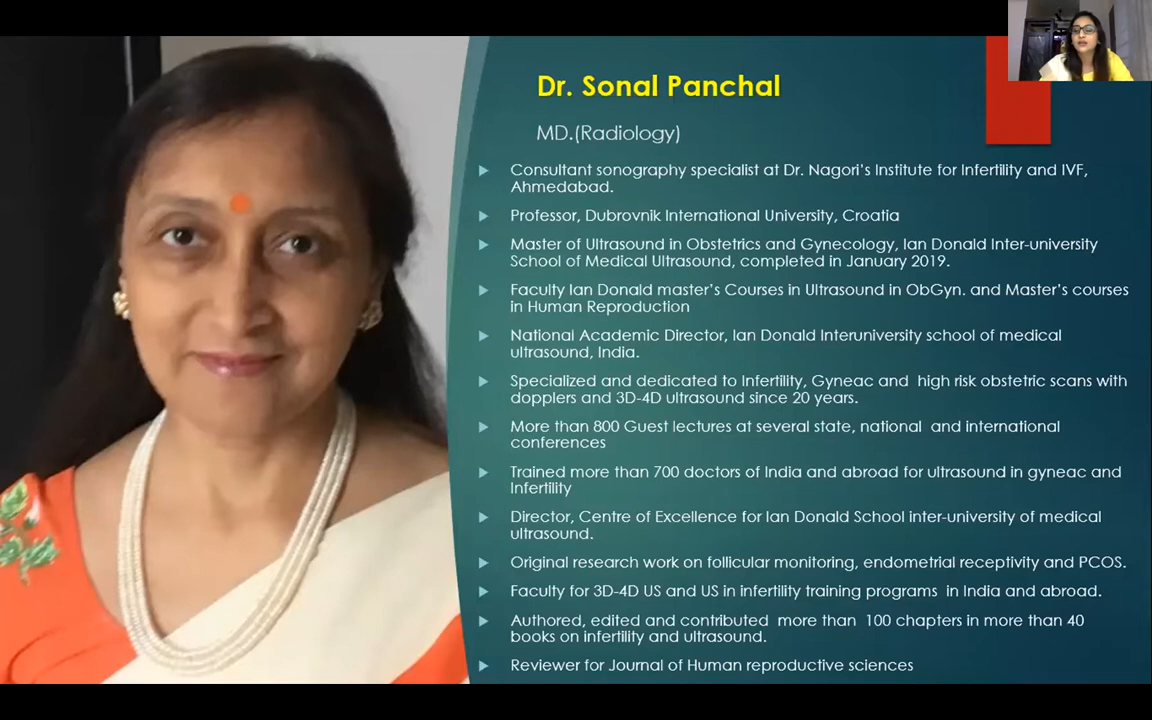 Dr. Sonal Panchal
MD.(Radiology)
Consultant sonography specialist at Dr. Nagori's Institute for Infertility and IVF,
Ahmedabad.
Professor, Dubrovnik International University, Croatia
Master of Ultrasound in Obstetrics and Gynecology, Ian Donald Inter-university
School of Medical Ultrasound, completed in January 2019.
Faculty Ian Donald master's Courses in Ultrasound in ObGyn. and Master's courses
in Human Reproduction
National Academic Director, Ian Donald Interuniversity school of medical
ultrasound, India.
Specialized and dedicated to Infertility, Gyneac and high risk obstetric scans with
dopplers and 3D-4D ultrasound since 20 years.
More than 800 Guest lectures at several state, national and international
conferences
Trained more than 700 doctors of India and abroad for ultrasound in gyneac and
Infertility
Director, Centre of Excellence for Ian Donald School inter-university of medical
ultrasound.
Original research work on follicular monitoring, endometrial receptivity and PCOS.
Faculty for 3D-4D US and US in infertility training programs in India and abroad.
Authored, edited and contributed more than 100 chapters in more than 40
books on infertility and ultrasound.
Reviewer for Journal of Human reproductive sciences